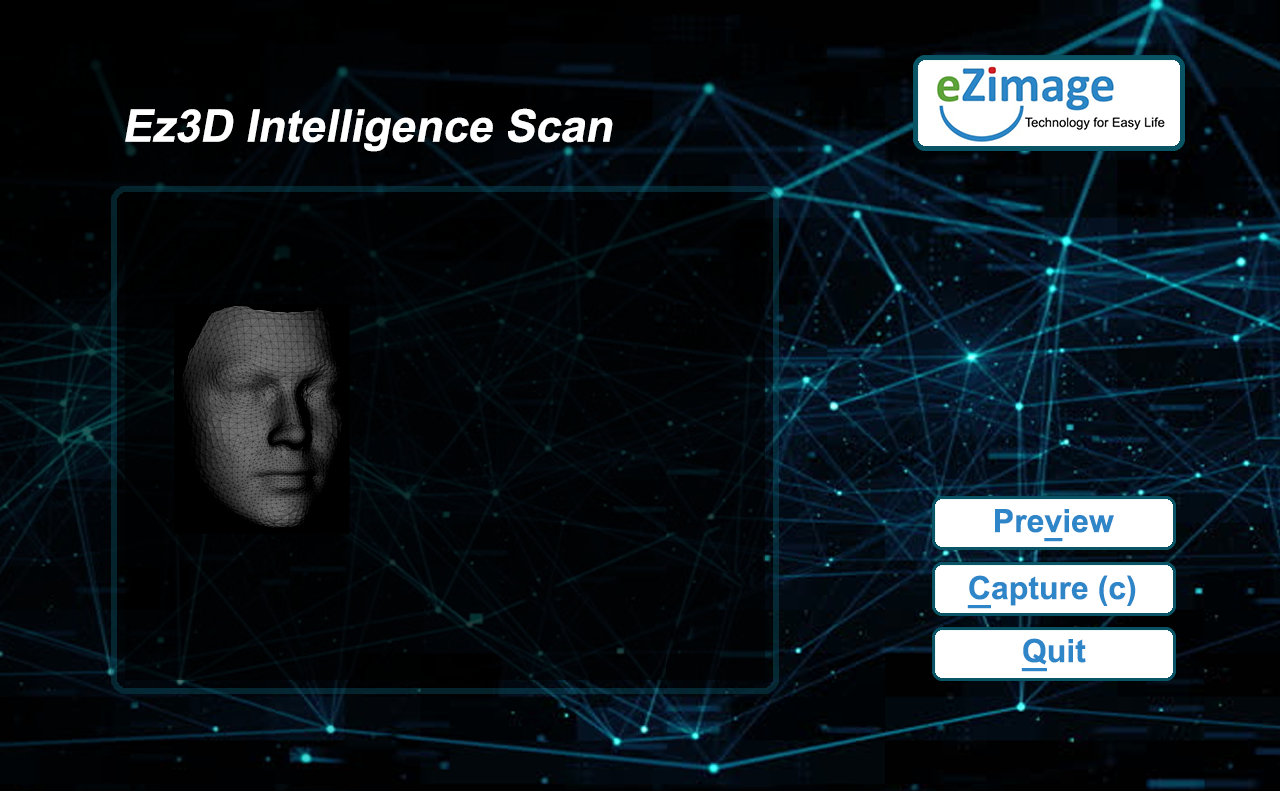 eZimage
Technology for Easy Life
Ez3D Intelligence Scan
Preview
Capture (c)
Quit